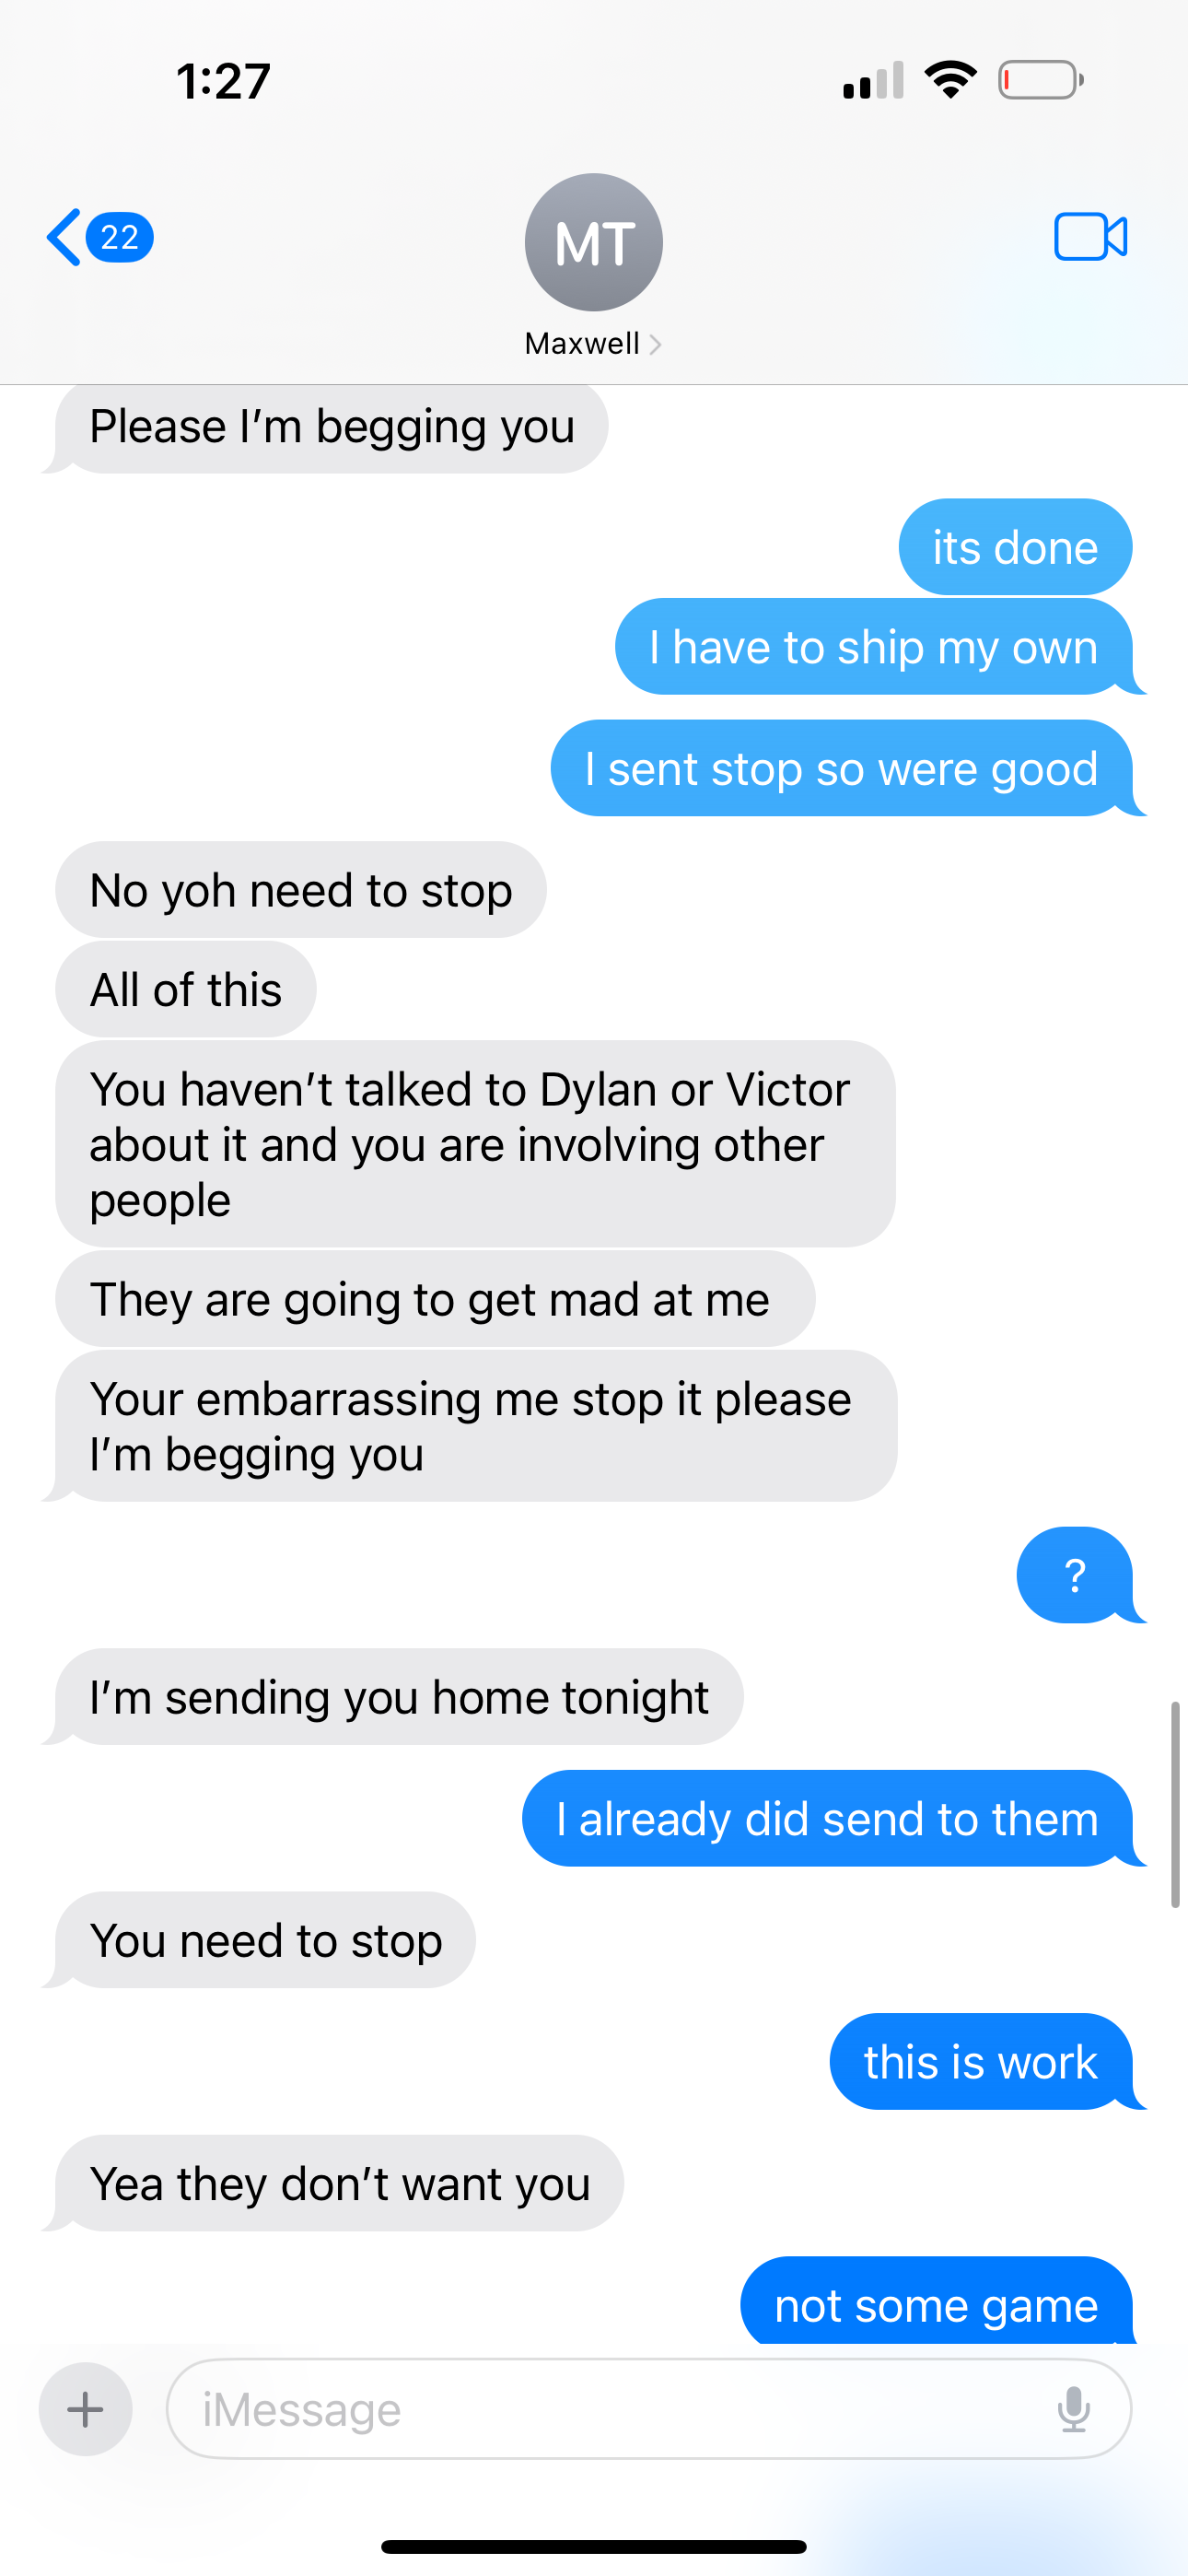 1:27
22
MT
Maxwell
Please I’m begging you
its done
I have to ship my own
I sent stop so were good
No yoh need to stop
All of this
You haven’t talked to Dylan or Victor
about it and you are involving other
people
They are going to get mad at me
Your embarrassing me stop it please
I’m begging you
?
I’m sending you home tonight
I already did send to them
You need to stop
this is work
Yea they don’t want you
not some game
iMessage